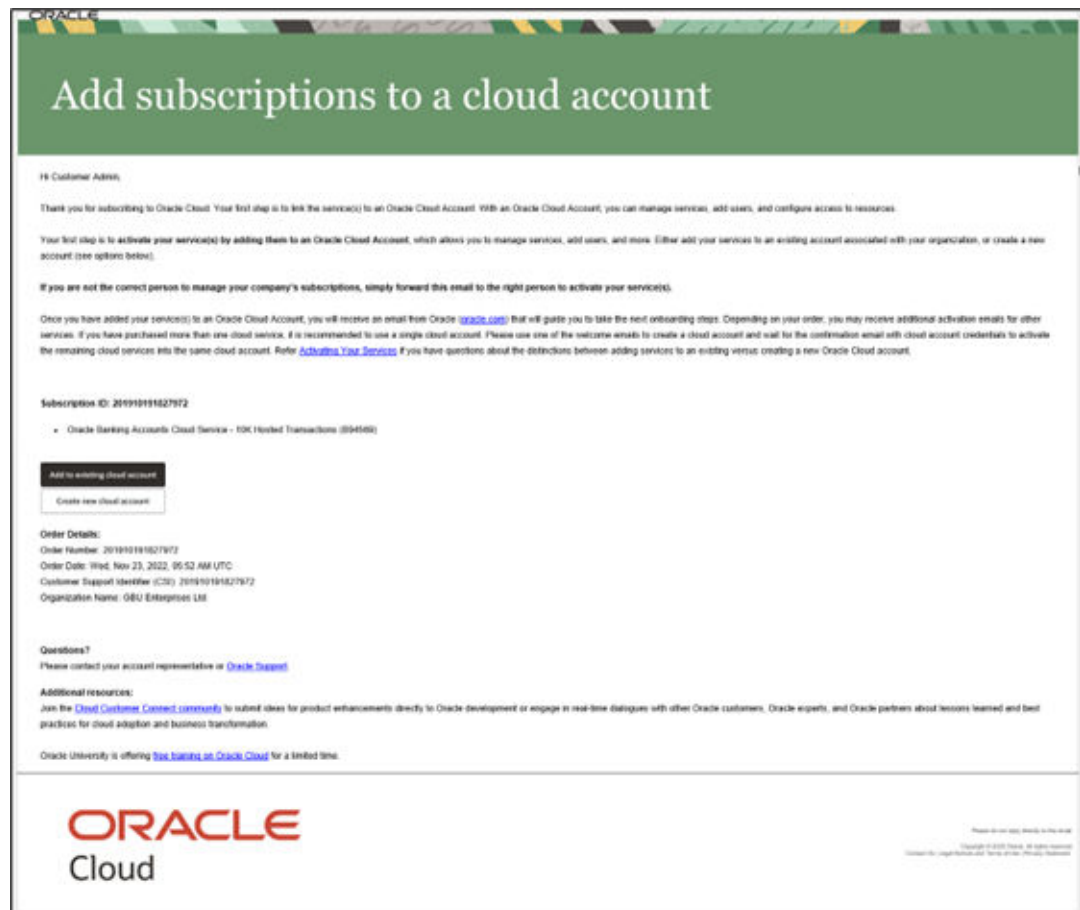 ORACLE
Add subscriptions to a cloud account
Hi Customer Admin,
Thank you for subscribing to Oracle Cloud. Your first step is to link the service(s) to an Oracle Cloud Account. With an Oracle Cloud Account, you can manage services, add users, and configure access to resources.
Your first step is to activate your service(s) by adding them to an Oracle Cloud Account, which allows you to manage services, add users, and more. Either add your services to an existing account associated with your organization, or create a new
account (see options below).
If you are not the correct person to manage your company's subscriptions, simply forward this email to the right person to activate your service(s).
Once you have added your service(s) to an Oracle Cloud Account, you will receive an email from Oracle (oracle.com) that will guide you to take the next onboarding steps. Depending on your order, you may receive additional activation emails for other
services. If you have purchased more than one cloud service, it is recommended to use a single cloud account. Please use one of the welcome emails to create a cloud account and wait for the confirmation email with cloud account credentials to activate
the remaining cloud services into the same cloud account. Refer Activating Your Services if you have questions about the distinctions between adding services to an existing versus creating a new Oracle Cloud account.
Subscription ID: 201910191827972
• Oracle Banking Accounts Cloud Service - 10K Hosted Transactions (B94569)
Add to existing cloud account
Create new cloud account
Order Details:
Order Number: 201910191827972
Order Date: Wed, Nov 23, 2022, 05:52 AM UTC
Customer Support Identifier (CSI): 201910191827972
Organization Name: GBU Enterprises Ltd
Questions?
Please contact your account representative or Oracle Support
Additional resources:
Join the Cloud Customer Connect community to submit ideas for product enhancements directly to Oracle development or engage in real-time dialogues with other Oracle customers, Oracle experts, and Oracle partners about lessons learned and best
practices for cloud adoption and business transformation.
Oracle University is offering free training on Oracle Cloud for a limited time.
ORACLE
Cloud